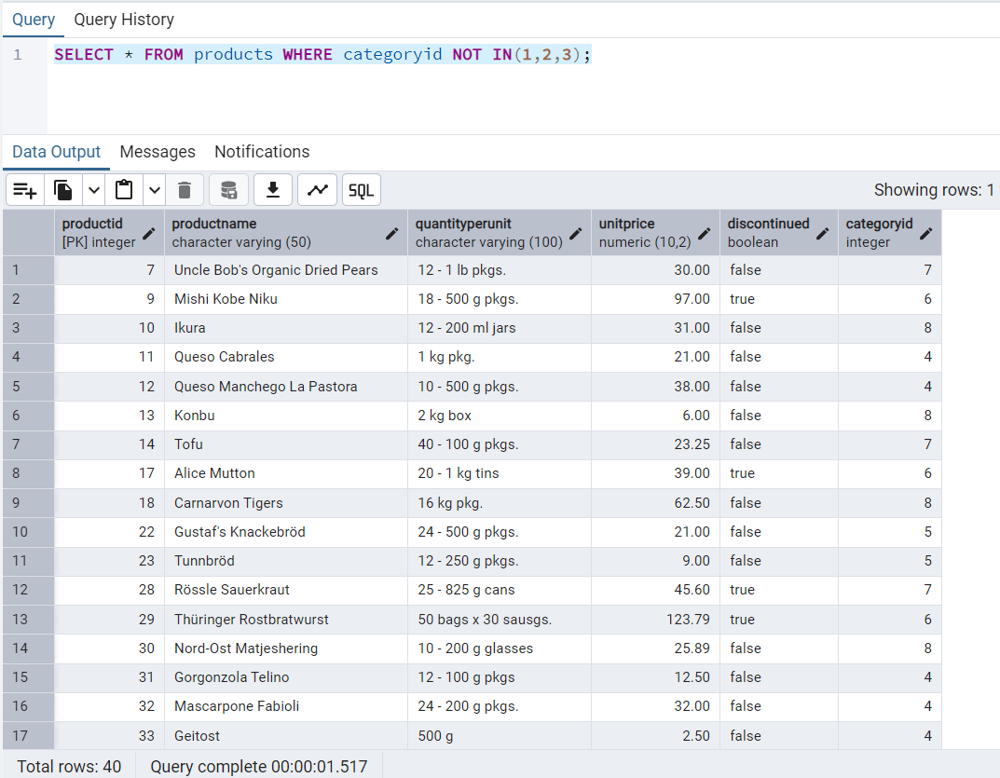 Query Query History
1 SELECT * FROM products WHERE categoryid NOT IN(1,2,3);
Data Output Messages Notifications
SQL Showing rows: 1
productid productname quantityperunit unitprice discontinued categoryid
[PK] integer character varying (50) character varying (100) numeric (10,2) boolean integer
1 7 Uncle Bob's Organic Dried Pears 12 - 1 lb pkgs. 30.00 false 7
2 9 Mishi Kobe Niku 18 - 500 g pkgs. 97.00 true 6
3 10 Ikura 12 - 200 ml jars 31.00 false 8
4 11 Queso Cabrales 1 kg pkg. 21.00 false 4
5 12 Queso Manchego La Pastora 10 - 500 g pkgs. 38.00 false 4
6 13 Konbu 2 kg box 6.00 false 8
7 14 Tofu 40 - 100 g pkgs. 23.25 false 7
8 17 Alice Mutton 20 - 1 kg tins 39.00 true 6
9 18 Carnarvon Tigers 16 kg pkg. 62.50 false 8
10 22 Gustaf's Knackebröd 24 - 500 g pkgs. 21.00 false 5
11 23 Tunnbröd 12 - 250 g pkgs. 9.00 false 5
12 28 Rössle Sauerkraut 25 - 825 g cans 45.60 true 7
13 29 Thüringer Rostbratwurst 50 bags x 30 sausgs. 123.79 true 6
14 30 Nord-Ost Matjeshering 10 - 200 g glasses 25.89 false 8
15 31 Gorgonzola Telino 12 - 100 g pkgs 12.50 false 4
16 32 Mascarpone Fabioli 24 - 200 g pkgs. 32.00 false 4
17 33 Geitost 500 g 2.50 false 4
Total rows: 40 Query complete 00:00:01.517